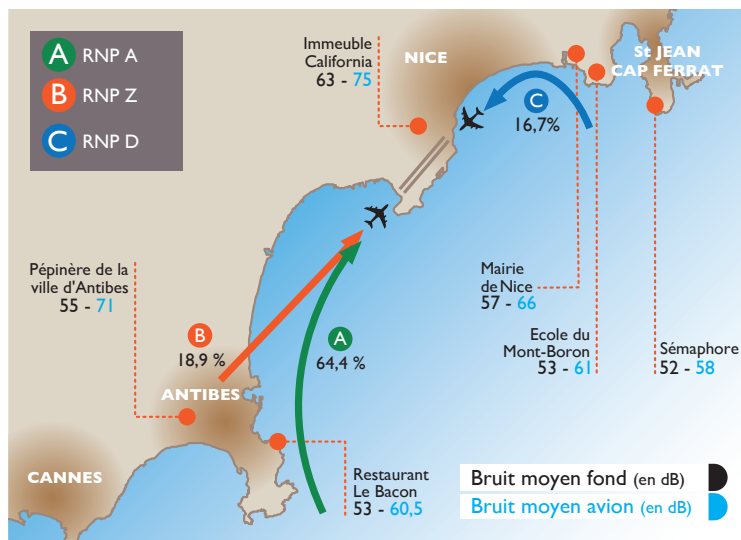 A RNP A
B RNP Z
C RNP D
Immeuble
California
63 - 75
NICE
St JEAN
CAP FERRAT
C
16,7%
Pépinère de la
ville d'Antibes
55 - 71
Mairie
de Nice
57 - 66
B
18,9 %
A
64,4 %
Ecole du
Mont-Boron
53 - 61
Sémaphore
52 - 58
ANTIBES
CANNES
Restaurant
Le Bacon
53 - 60,5
Bruit moyen fond (en dB)
Bruit moyen avion (en dB)